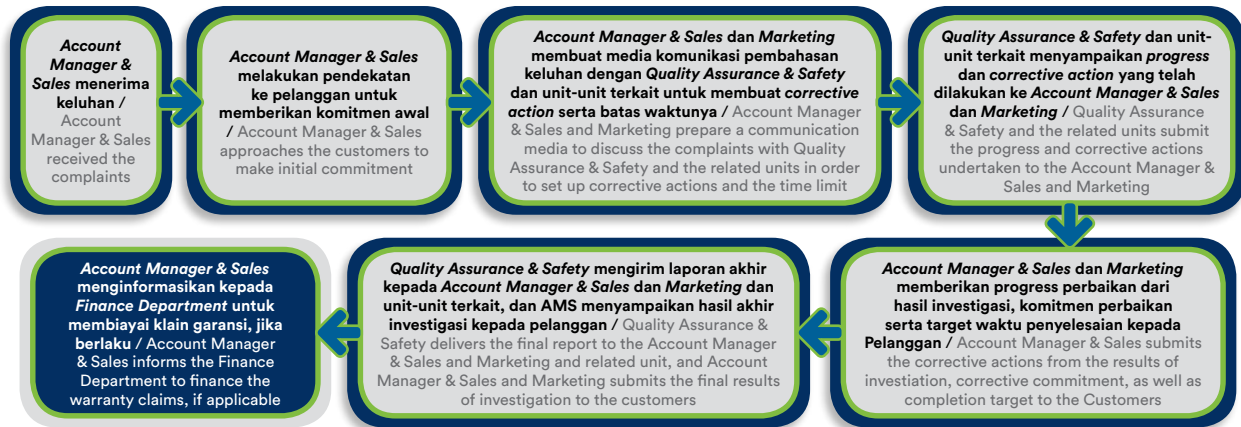 Account
Manager &
Sales menerima
keluhan /
Account
Manager & Sales
received the
complaints
Account Manager & Sales
melakukan pendekatan
ke pelanggan untuk
memberikan komitmen awal
/ Account Manager & Sales
approaches the customers to
make initial commitment
Account Manager & Sales dan Marketing
membuat media komunikasi pembahasan
keluhan dengan Quality Assurance & Safety
dan unit-unit terkait untuk membuat corrective
action serta batas waktunya / Account Manager
& Sales and Marketing prepare a communication
media to discuss the complaints with Quality
Assurance & Safety and the related units in order
to set up corrective actions and the time limit
Quality Assurance & Safety dan unit-
unit terkait menyampaikan progress
dan corrective action yang telah
dilakukan ke Account Manager & Sales
dan Marketing / Quality Assurance
& Safety and the related units submit
the progress and corrective actions
undertaken to the Account Manager &
Sales and Marketing
Account Manager & Sales dan Marketing
memberikan progress perbaikan dari
hasil investigasi, komitmen perbaikan
serta target waktu penyelesaian kepada
Pelanggan / Account Manager & Sales submits
the corrective actions from the results of
investiation, corrective commitment, as well as
completion target to the Customers
Quality Assurance & Safety mengirim laporan akhir
kepada Account Manager & Sales dan Marketing dan
unit-unit terkait, dan AMS menyampaikan hasil akhir
investigasi kepada pelanggan / Quality Assurance &
Safety delivers the final report to the Account Manager
& Sales and Marketing and related unit, and Account
Manager & Sales and Marketing submits the final results
of investigation to the customers
Account Manager & Sales
menginformasikan kepada
Finance Department untuk
membiayai klain garansi, jika
berlaku / Account Manager
& Sales informs the Finance
Department to finance the
warranty claims, if applicable